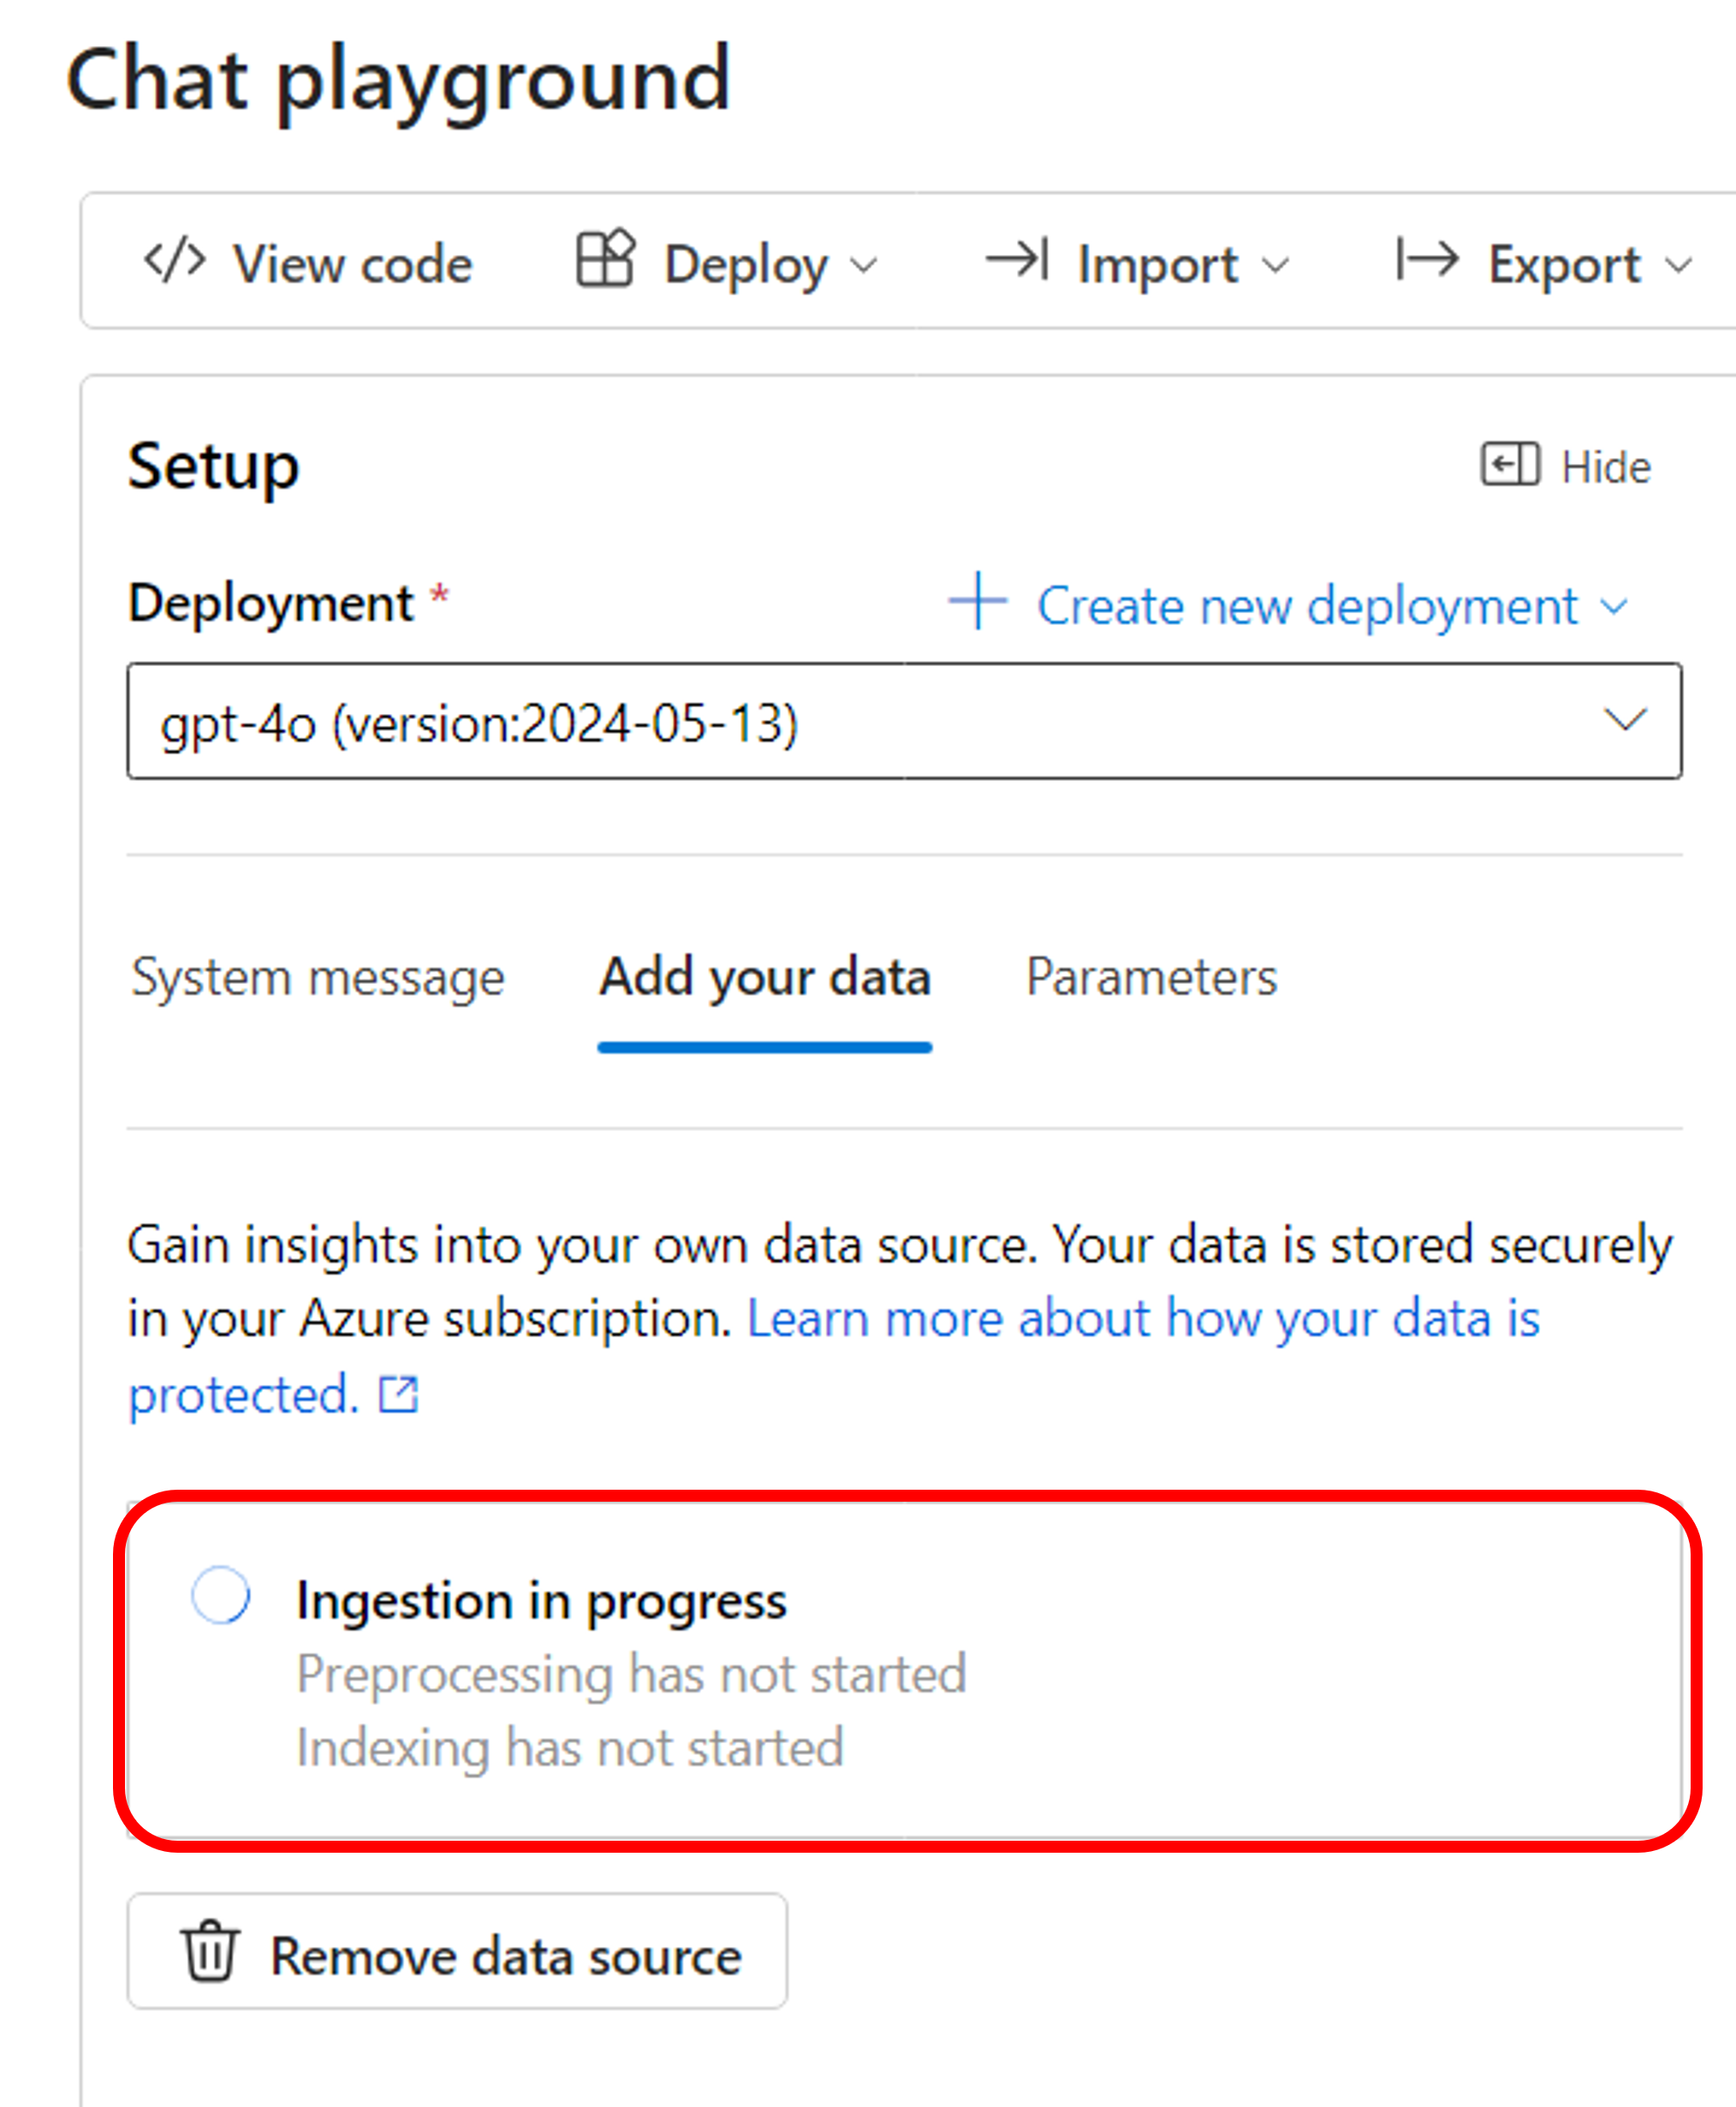 Chat playground
View code Deploy Import Export
Setup Hide
Deployment * Create new deployment
gpt-4o (version:2024-05-13)
System message Add your data Parameters
Gain insights into your own data source. Your data is stored securely
in your Azure subscription. Learn more about how your data is
protected.
Ingestion in progress
Preprocessing has not started
Indexing has not started
Remove data source